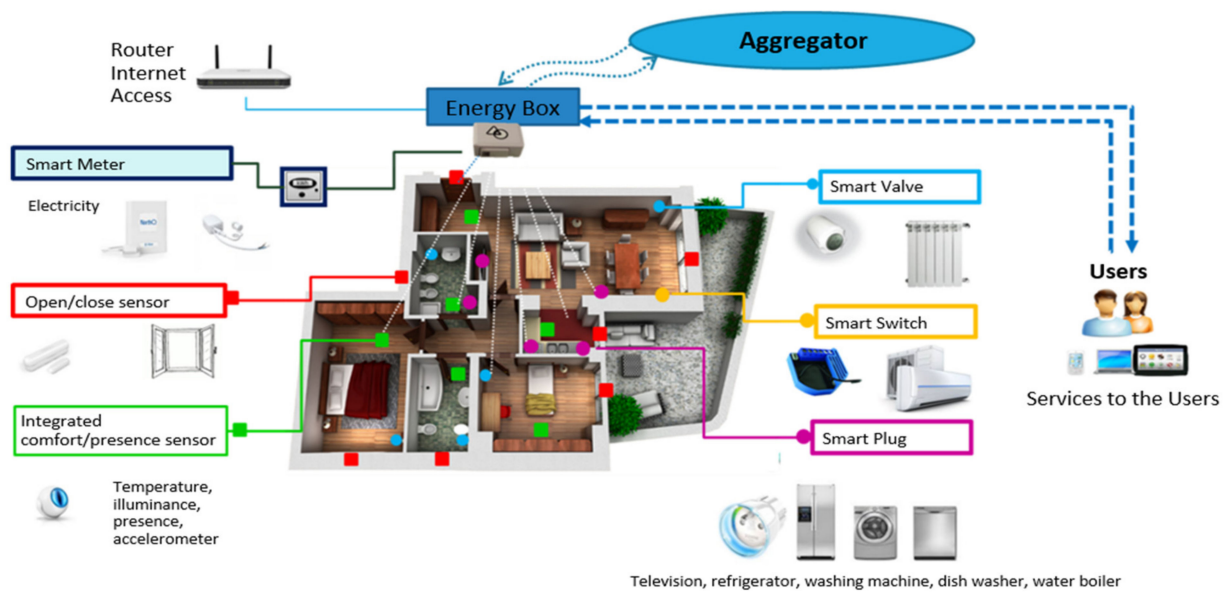 Aggregator
Router
Internet
Access
Energy Box
Smart Meter
Electricity
Smart Valve
Open/close sensor
Users
Smart Switch
Services to the Users
Integrated
comfort/presence sensor
Smart Plug
Temperature,
illuminance,
presence,
accelerometer
Television, refrigerator, washing machine, dish washer, water boiler